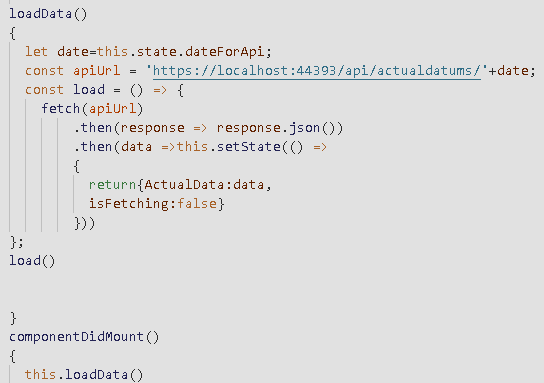 loadData()
{
let date=this.state.dateForApi;
const apiUrl = 'https://localhost:44393/api/actualdatums/'+date;
const load = () => {
fetch(apiUrl)
.then(response => response.json())
.then(data =>this.setState(() =>
{
return{ActualData:data,
isFetching:false}
}))
};
load()
}
componentDidMount()
{
this.loadData()